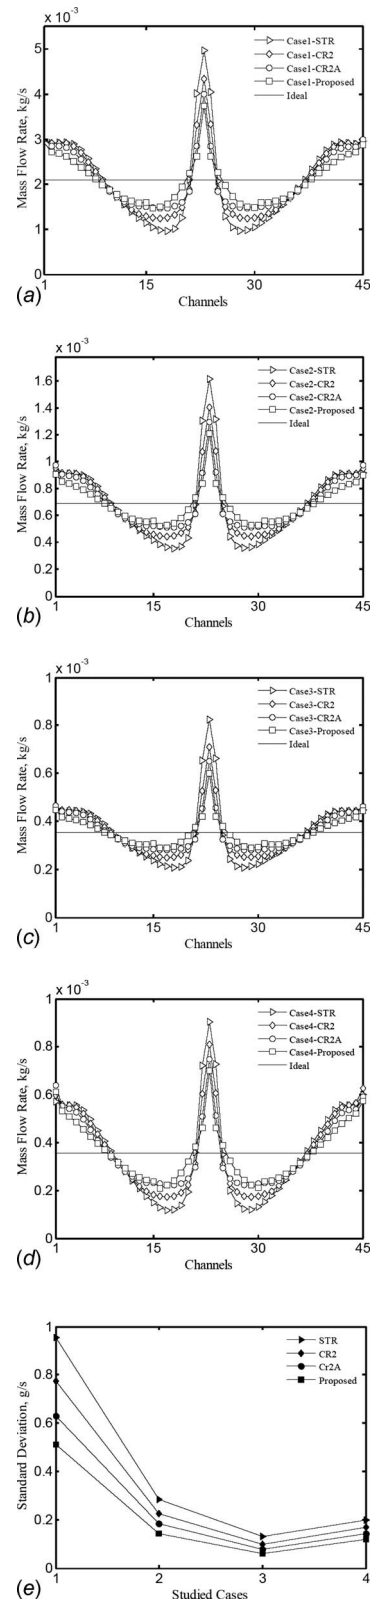 x 10⁻³
5
4
3
2
1
0
1
15
30
45
Mass Flow Rate, kg/s
Channels
Case1-STR
Case1-CR2
Case1-CR2A
Case1-Proposed
Ideal
(a)
x 10⁻³
1.6
1.4
1.2
1
0.8
0.6
0.4
0.2
0
1
15
30
45
Mass Flow Rate, kg/s
Channels
Case2-STR
Case2-CR2
Case2-CR2A
Case2-Proposed
Ideal
(b)
x 10⁻³
1
0.8
0.6
0.4
0.2
0
1
15
30
45
Mass Flow Rate, kg/s
Channels
Case3-STR
Case3-CR2
Case3-CR2A
Case3-Proposed
Ideal
(c)
x 10⁻³
1
0.8
0.6
0.4
0.2
0
1
15
30
45
Mass Flow Rate, kg/s
Channels
Case4-STR
Case4-CR2
Case4-CR2A
Case4-Proposed
Ideal
(d)
1
0.8
0.6
0.4
0.2
0
1
2
3
4
Standard Deviation, g/s
Studied Cases
STR
CR2
Cr2A
Proposed
(e)